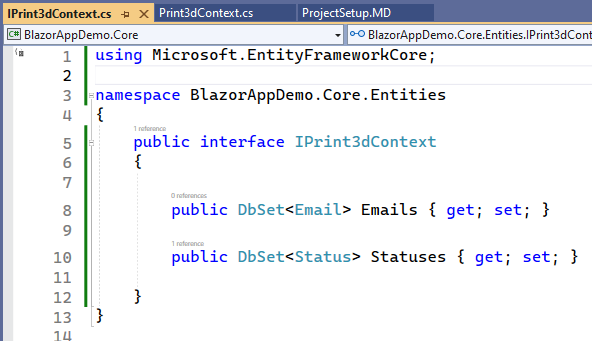 IPrint3dContext.cs
Print3dContext.cs
ProjectSetup.MD
BlazorAppDemo.Core
BlazorAppDemo.Core.Entities.IPrint3dCont
1 using Microsoft.EntityFrameworkCore;
2
3 namespace BlazorAppDemo.Core.Entities
4 {
1 reference
5 public interface IPrint3dContext
6 {
7
0 references
8 public DbSet<Email> Emails { get; set; }
9
1 reference
10 public DbSet<Status> Statuses { get; set; }
11
12 }
13 }
14